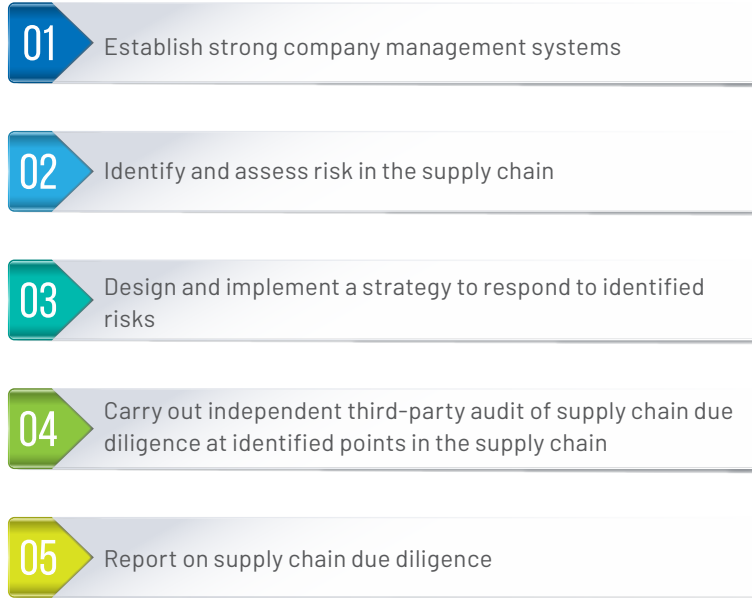 01
Establish strong company management systems
02
Identify and assess risk in the supply chain
03
Design and implement a strategy to respond to identified
risks
04
Carry out independent third-party audit of supply chain due
diligence at identified points in the supply chain
05
Report on supply chain due diligence